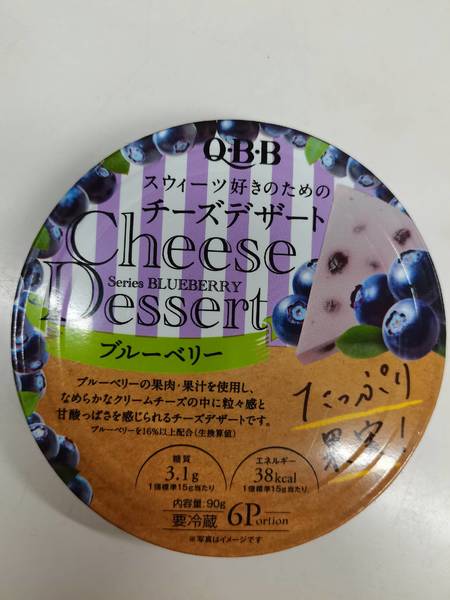 Q・B・B
スウィーツ好きのための
チーズデザート
Cheese
Series BLUEBERRY
Dessert
ブルーベリー
ブルーベリーの果肉・果汁を使用し、
なめらかなクリームチーズの中に粒々感と
甘酸っぱさを感じられるチーズデザートです。
ブルーベリーを16%以上配合(生換算値)
たっぷり
果実!
糖質
3.1g
1個標準15g当たり
エネルギー
38kcal
1個標準15g当たり
内容量:90g
要冷蔵 6Portion
※写真はイメージです